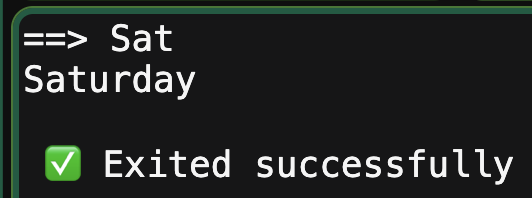 ==> Sat
Saturday
✅ Exited successfully